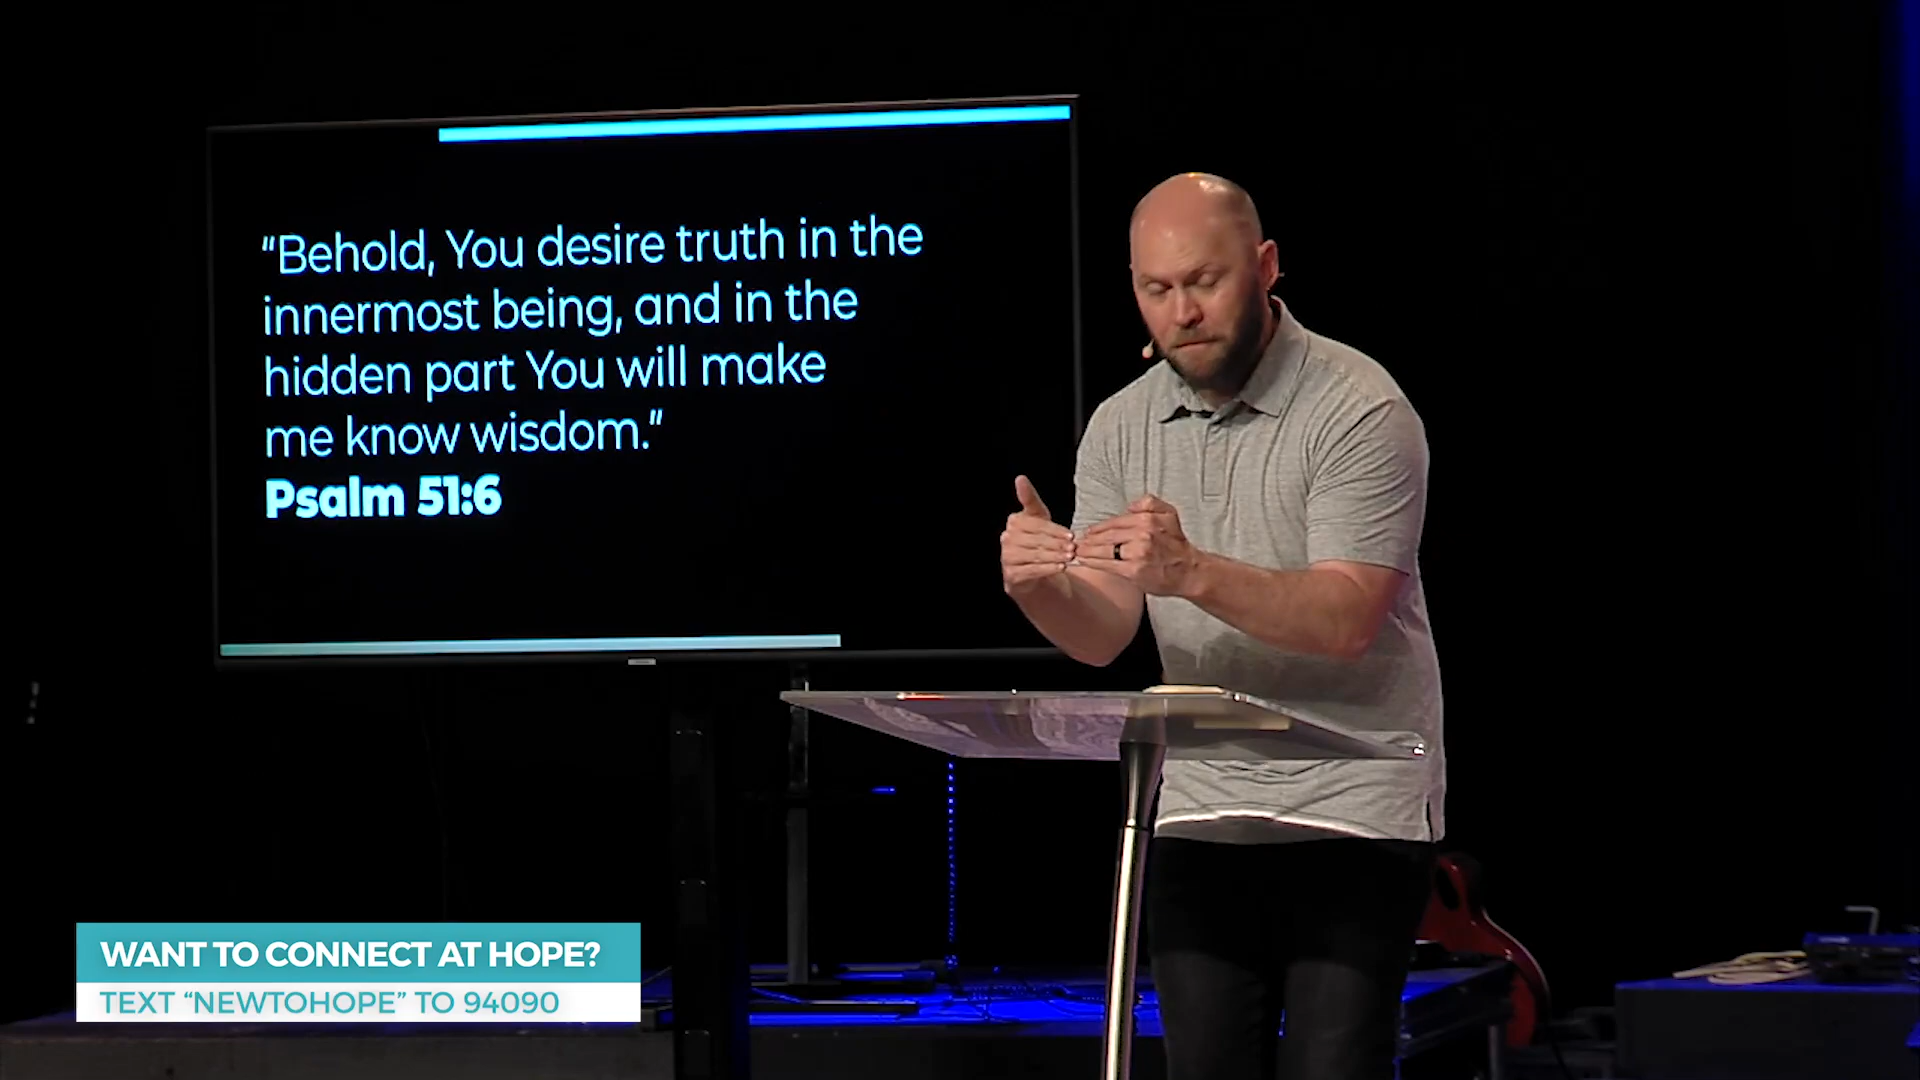 "Behold, You desire truth in the
innermost being, and in the
hidden part You will make
me know wisdom."
Psalm 51:6
WANT TO CONNECT AT HOPE?
TEXT “NEWTOHOPE” TO 94090